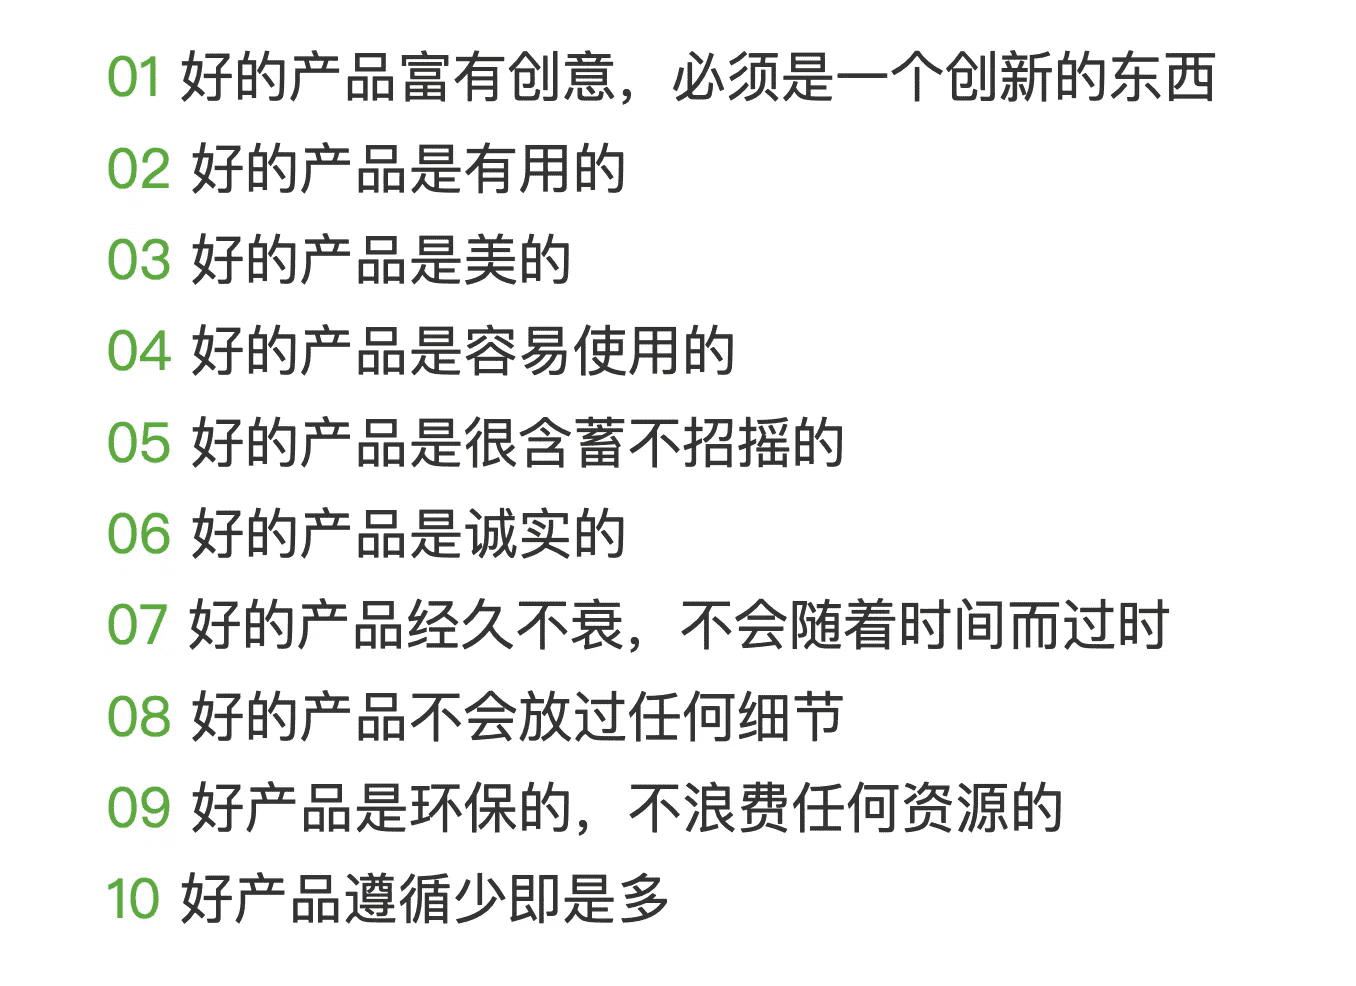 01 好的产品富有创意，必须是一个创新的东西
02 好的产品是有用的
03 好的产品是美的
04 好的产品是容易使用的
05 好的产品是很含蓄不招摇的
06 好的产品是诚实的
07 好的产品经久不衰，不会随着时间而过时
08 好的产品不会放过任何细节
09 好产品是环保的，不浪费任何资源的
10 好产品遵循少即是多